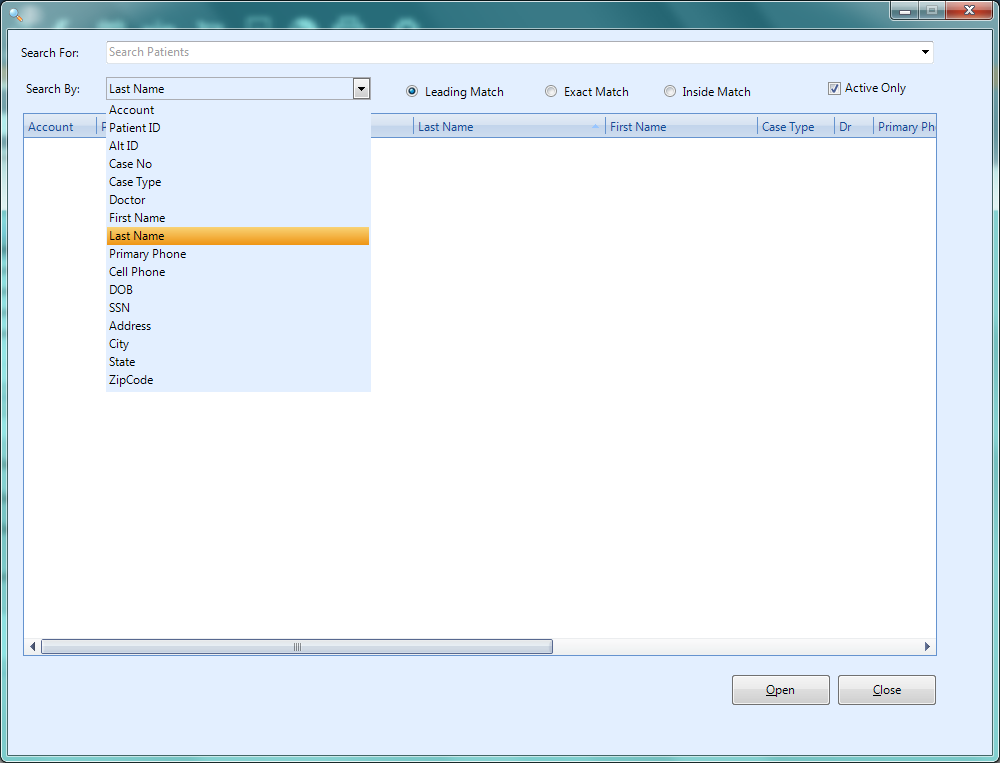 Search For: Search Patients
Search By: Last Name Leading Match Exact Match Inside Match Active Only
Account
Patient ID
Alt ID
Case No
Case Type
Doctor
First Name
Last Name
Primary Phone
Cell Phone
DOB
SSN
Address
City
State
ZipCode
Account Last Name First Name Case Type Dr Primary Ph
Open Close